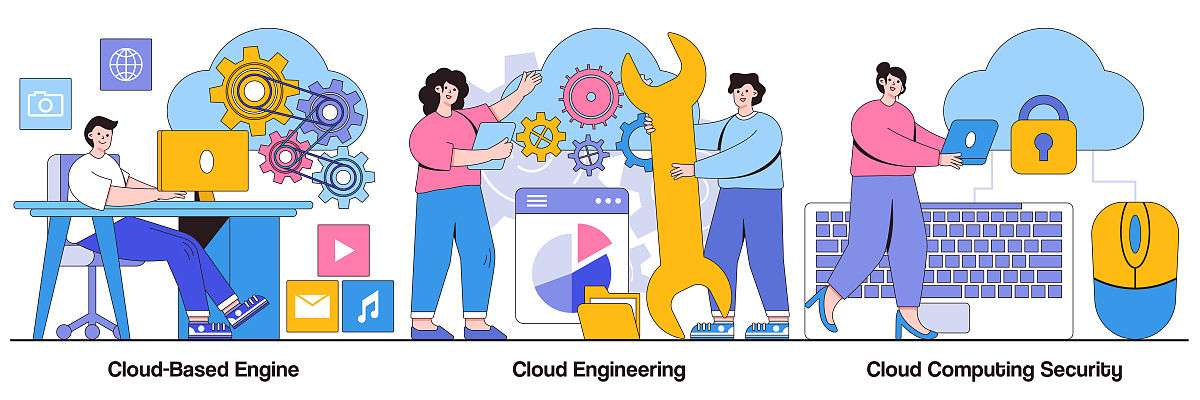 Cloud-Based Engine
Cloud Engineering
Cloud Computing Security